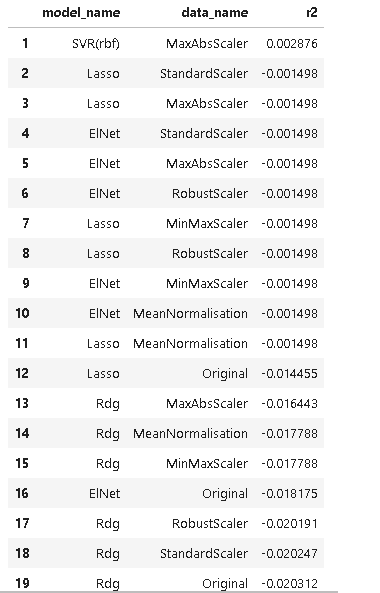 model_name data_name r2
1 SVR(rbf) MaxAbsScaler 0.002876
2 Lasso StandardScaler -0.001498
3 Lasso MaxAbsScaler -0.001498
4 ElNet StandardScaler -0.001498
5 ElNet MaxAbsScaler -0.001498
6 ElNet RobustScaler -0.001498
7 Lasso MinMaxScaler -0.001498
8 Lasso RobustScaler -0.001498
9 ElNet MinMaxScaler -0.001498
10 ElNet MeanNormalisation -0.001498
11 Lasso MeanNormalisation -0.001498
12 Lasso Original -0.014455
13 Rdg MaxAbsScaler -0.016443
14 Rdg MeanNormalisation -0.017788
15 Rdg MinMaxScaler -0.017788
16 ElNet Original -0.018175
17 Rdg RobustScaler -0.020191
18 Rdg StandardScaler -0.020247
19 Rdg Original -0.020312